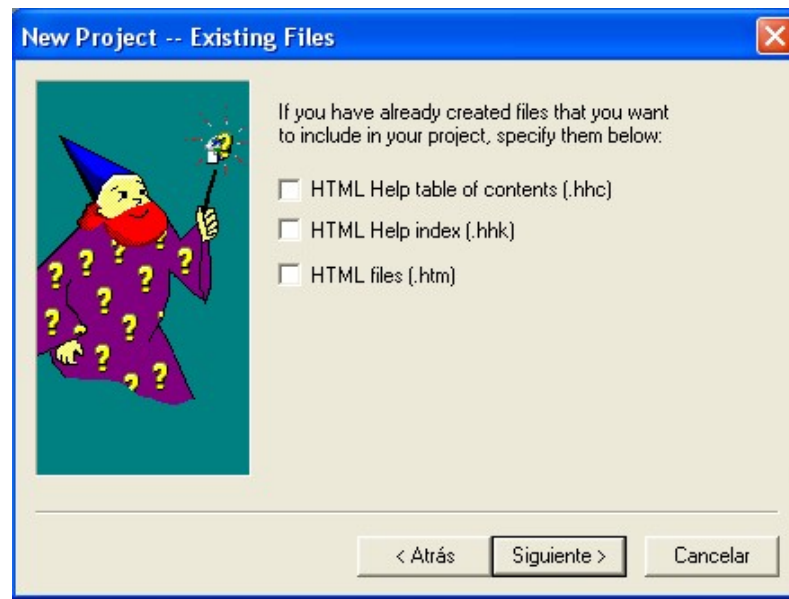 New Project -- Existing Files
If you have already created files that you want
to include in your project, specify them below:
HTML Help table of contents (.hhc)
HTML Help index (.hhk)
HTML files (.htm)
< Atrás
Siguiente >
Cancelar